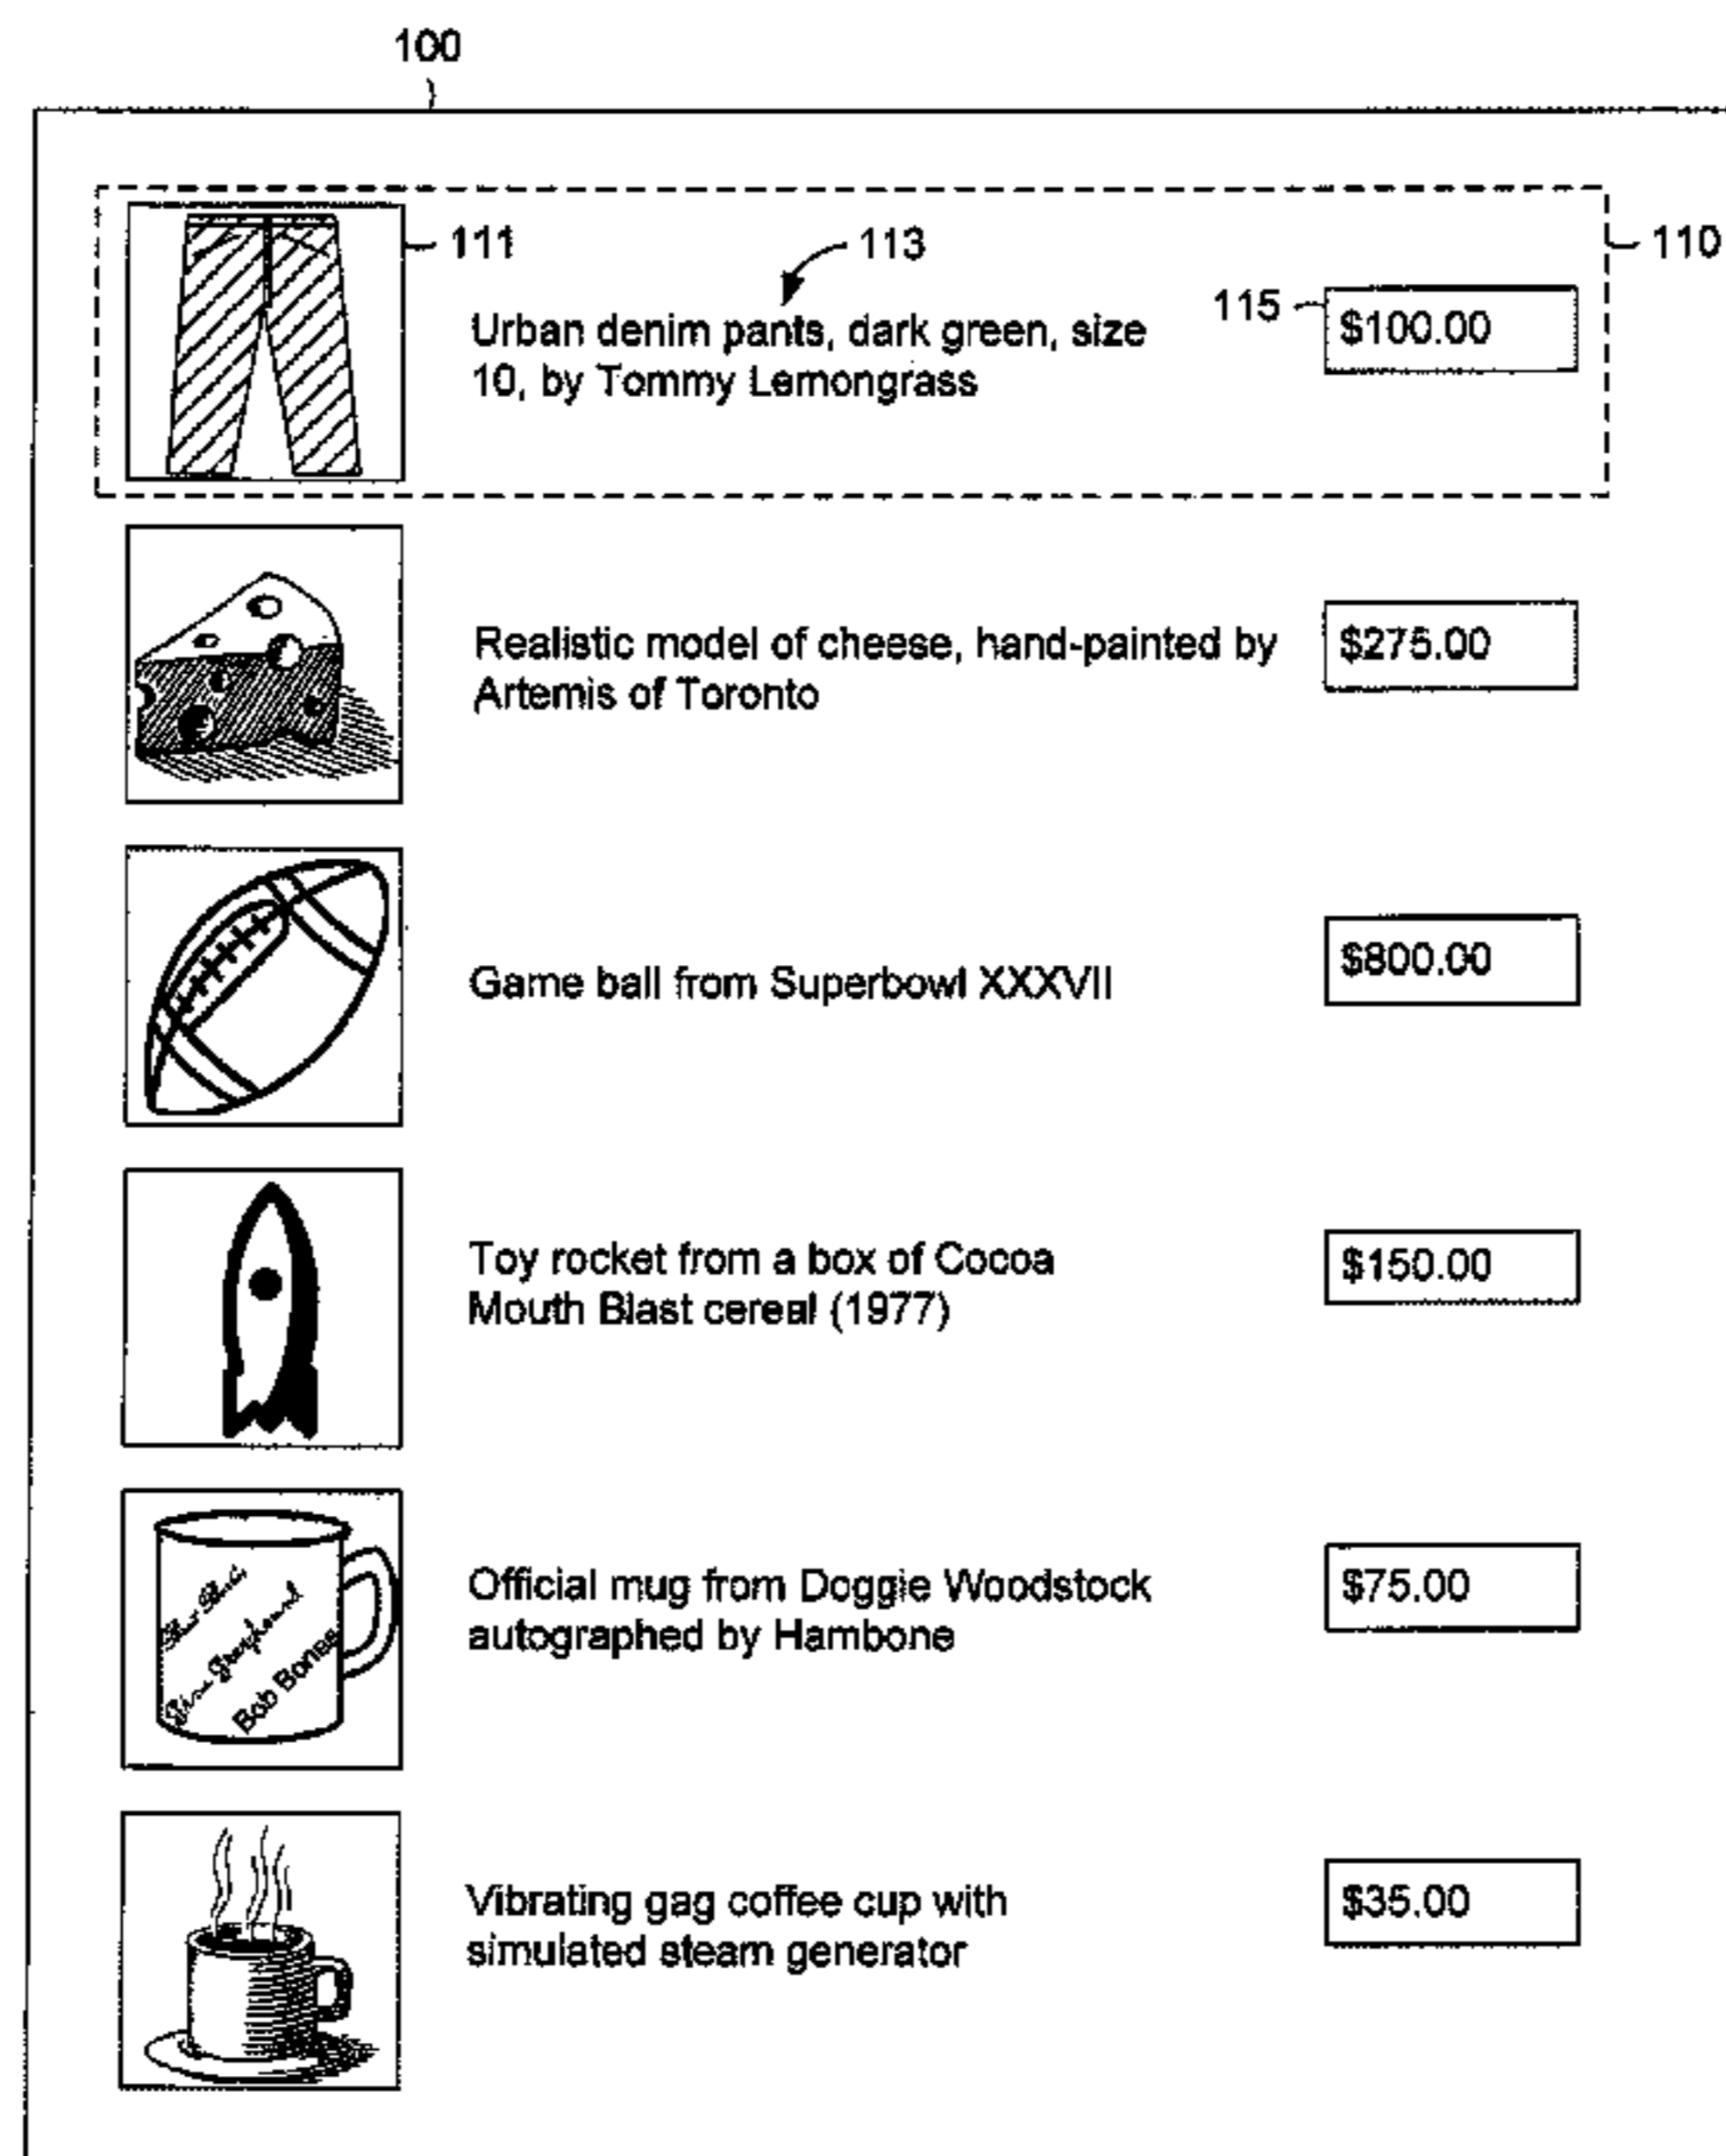 100
111
113
110
115
Urban denim pants, dark green, size
10, by Tommy Lemongrass
$100.00
Realistic model of cheese, hand-painted by
Artemis of Toronto
$275.00
Game ball from Superbowl XXXVII
$800.00
Toy rocket from a box of Cocoa
Mouth Blast cereal (1977)
$150.00
Bob Bones
Official mug from Doggie Woodstock
autographed by Hambone
$75.00
Vibrating gag coffee cup with
simulated steam generator
$35.00